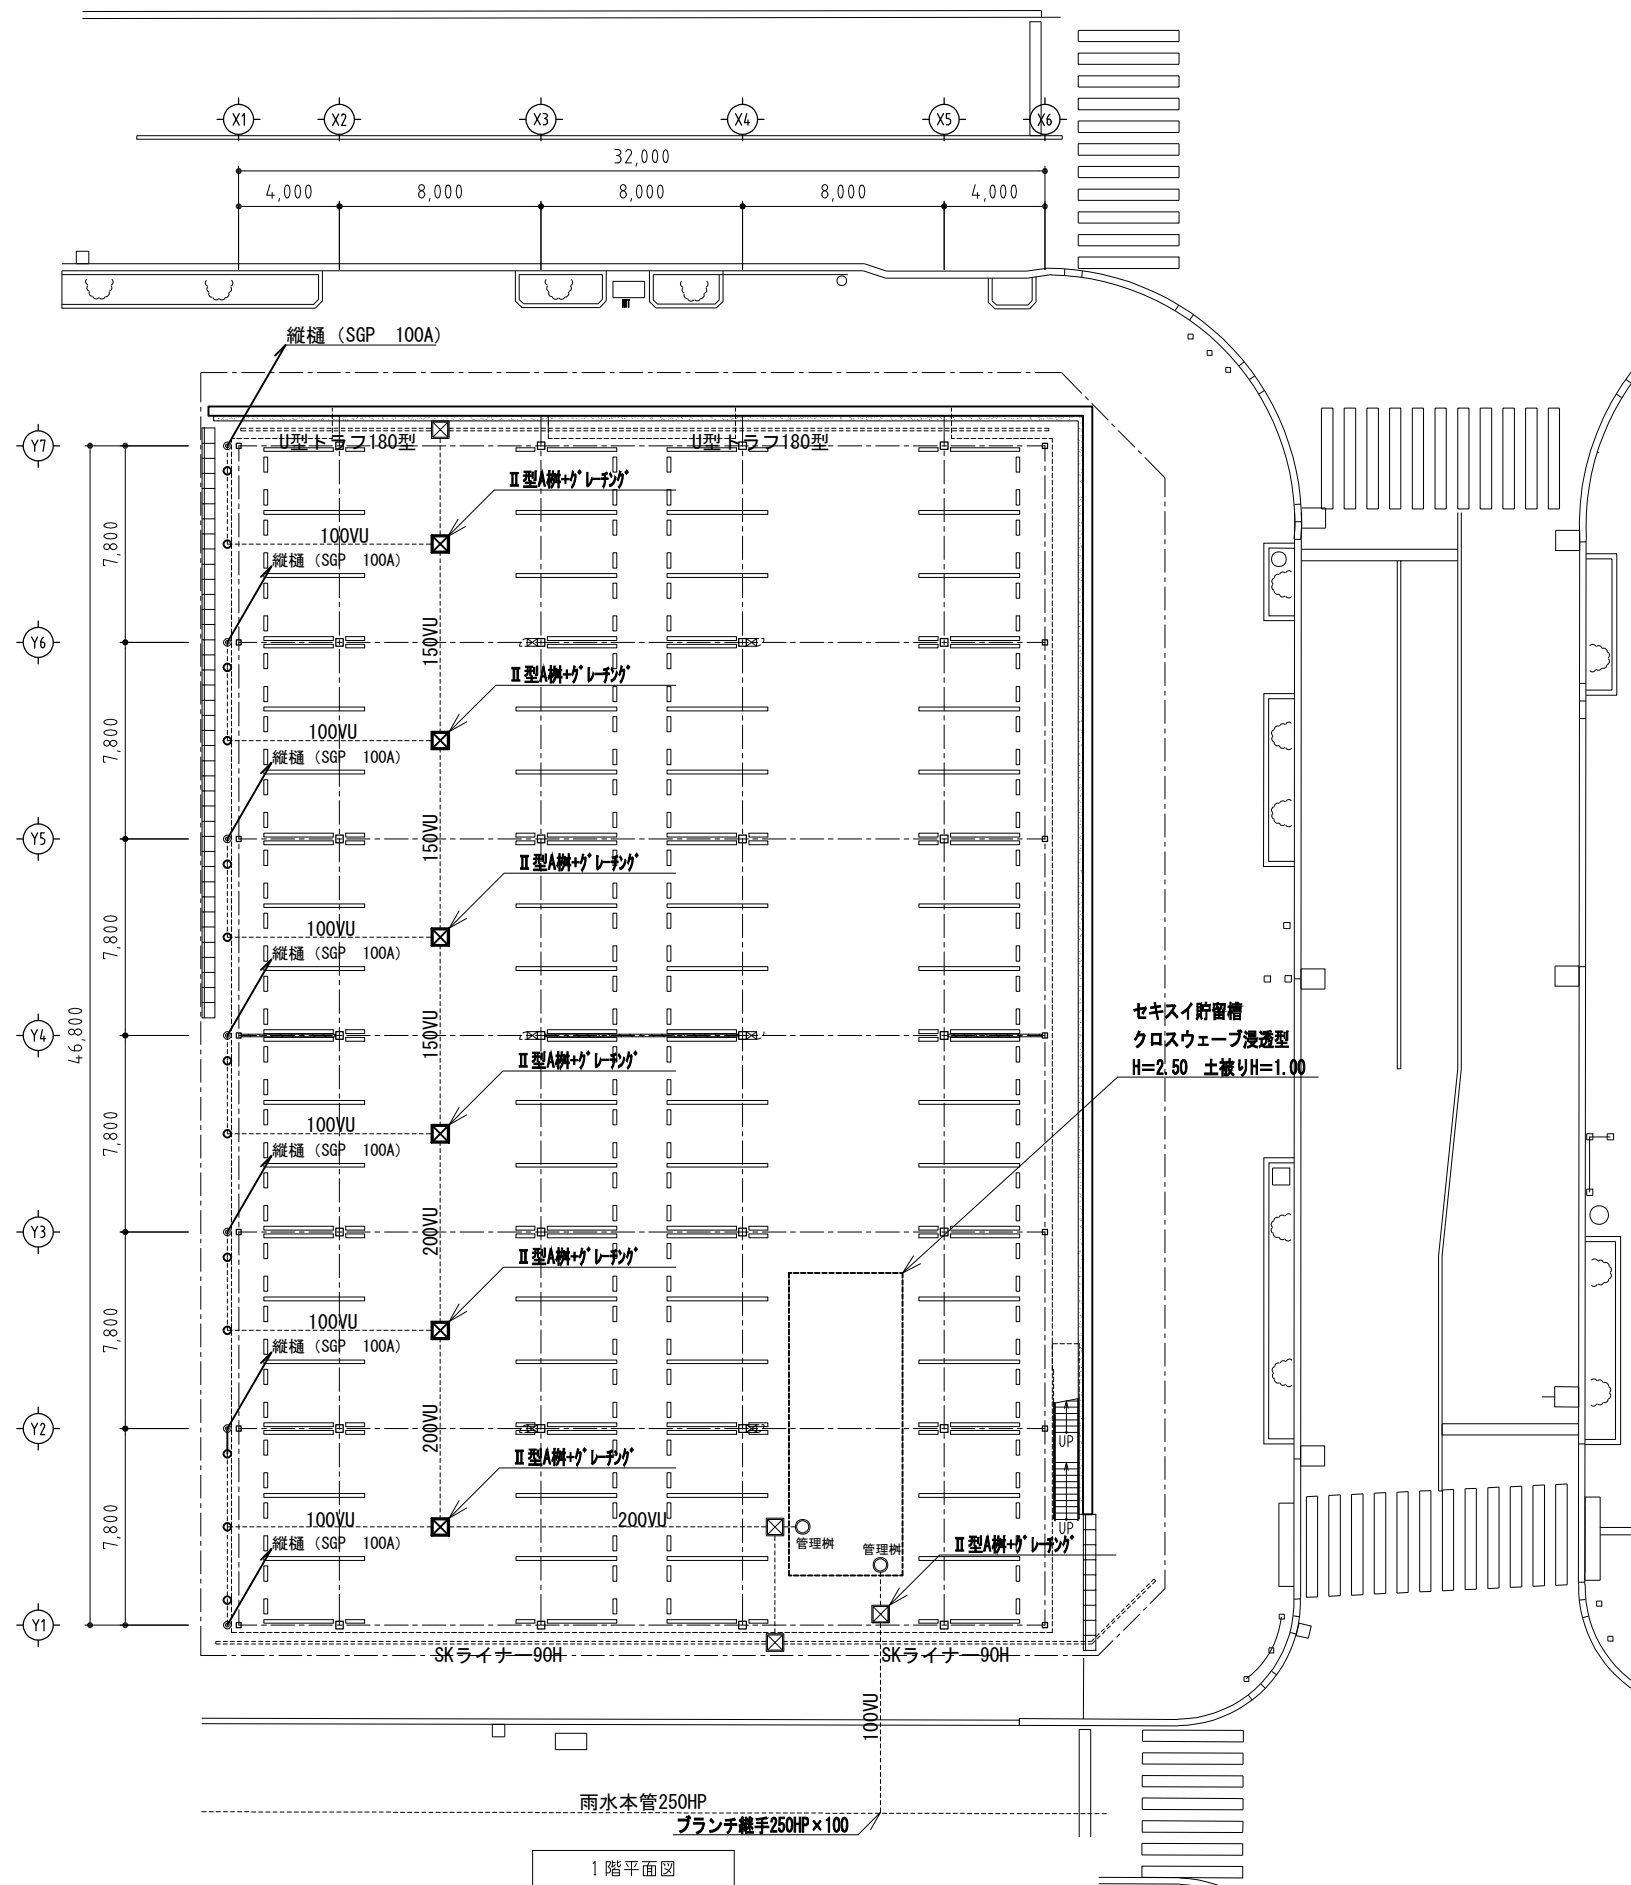 X1
X2
X3
X4
X5
X6
32,000
4,000
8,000
8,000
8,000
4,000
縦樋（SGP 100A）
Y7
U型トラフ180型
U型トラフ180型
Ⅱ型A桝+グレーチング
7,800
100VU
縦樋（SGP 100A）
Y6
150VU
Ⅱ型A桝+グレーチング
7,800
100VU
縦樋（SGP 100A）
Y5
150VU
Ⅱ型A桝+グレーチング
7,800
100VU
縦樋（SGP 100A）
セキスイ貯留槽
クロスウェーブ浸透型
H=2.50 土被りH=1.00
Y4
46,800
150VU
Ⅱ型A桝+グレーチング
7,800
100VU
縦樋（SGP 100A）
Y3
200VU
Ⅱ型A桝+グレーチング
7,800
100VU
縦樋（SGP 100A）
Y2
200VU
UP
Ⅱ型A桝+グレーチング
7,800
100VU
200VU
UP
縦樋（SGP 100A）
管理桝
管理桝
Ⅱ型A桝+グレーチング
Y1
SKライナー90H
SKライナー90H
100VU
雨水本管250HP
ブランチ継手250HP×100
1階平面図